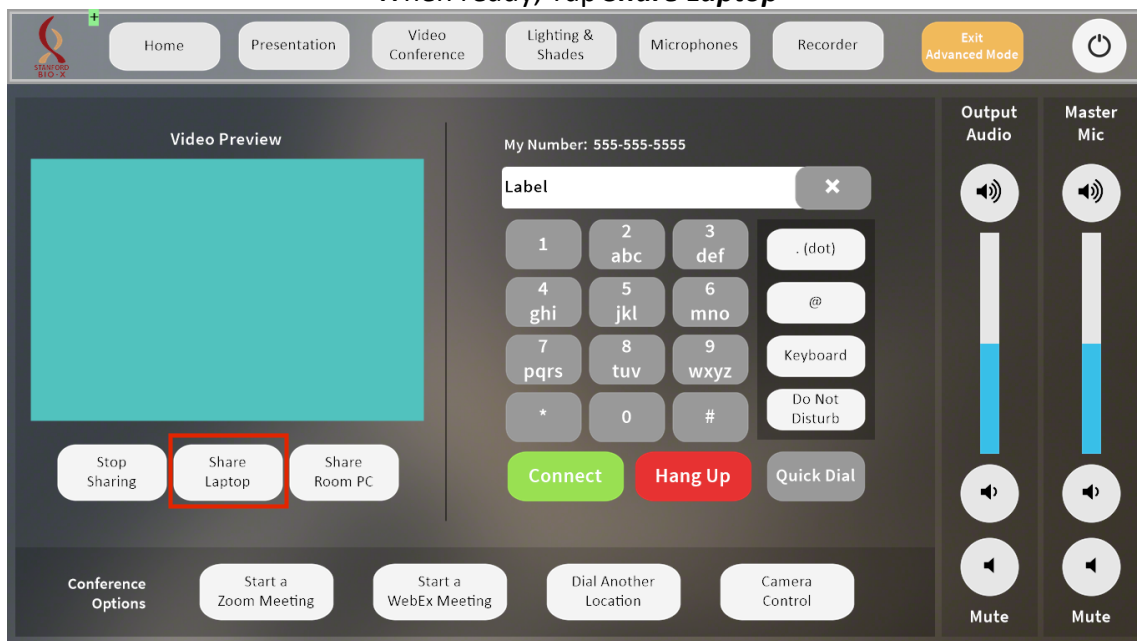 When ready, Tap Share Laptop
STANFORD
BIO-X
+
Home
Presentation
Video
Conference
Lighting &
Shades
Microphones
Recorder
Exit
Advanced Mode
Video Preview
Stop
Sharing
Share
Laptop
Share
Room PC
My Number: 555-555-5555
Label
1
2
abc
3
def
. (dot)
4
ghi
5
jkl
6
mno
@
7
pqrs
8
tuv
9
wxyz
Keyboard
*
0
#
Do Not
Disturb
Connect
Hang Up
Quick Dial
Output
Audio
Master
Mic
Mute
Mute
Conference
Options
Start a
Zoom Meeting
Start a
WebEx Meeting
Dial Another
Location
Camera
Control